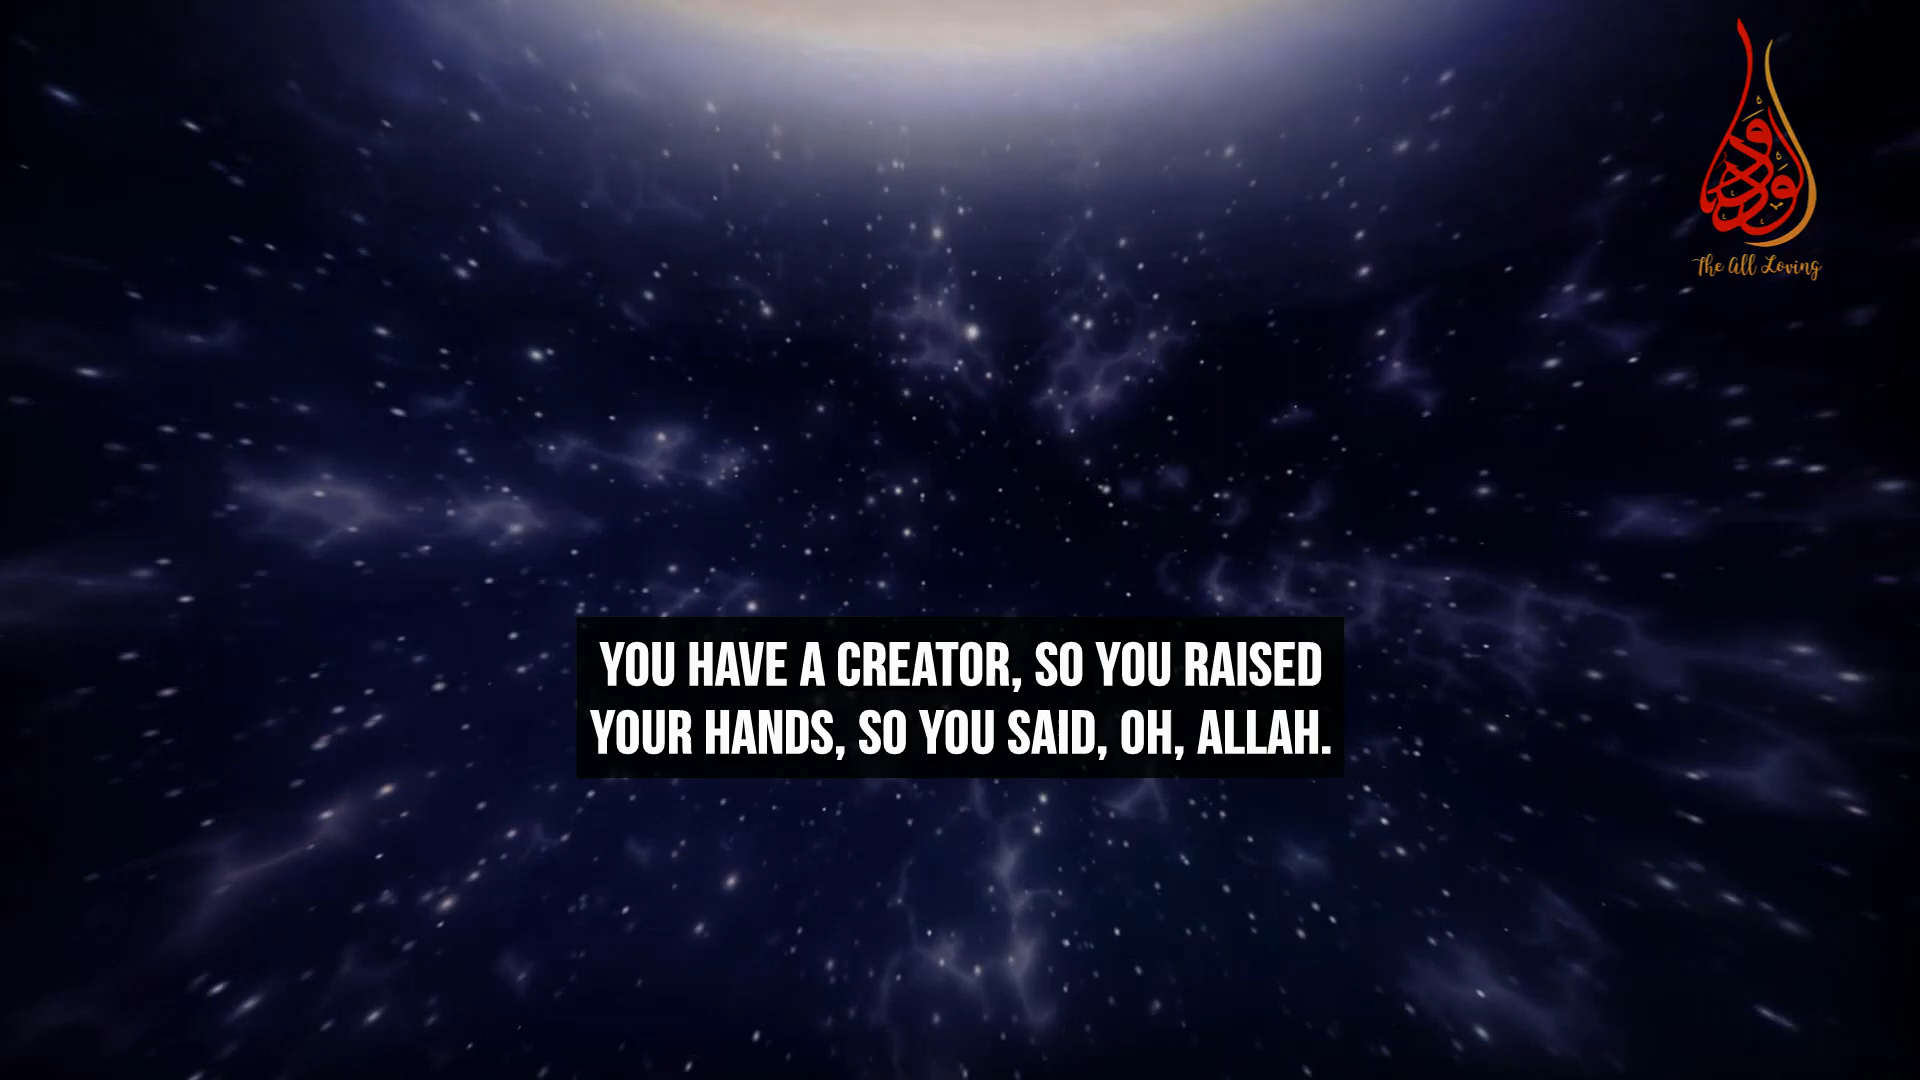 The All Loving
YOU HAVE A CREATOR, SO YOU RAISED
YOUR HANDS, SO YOU SAID, OH, ALLAH.